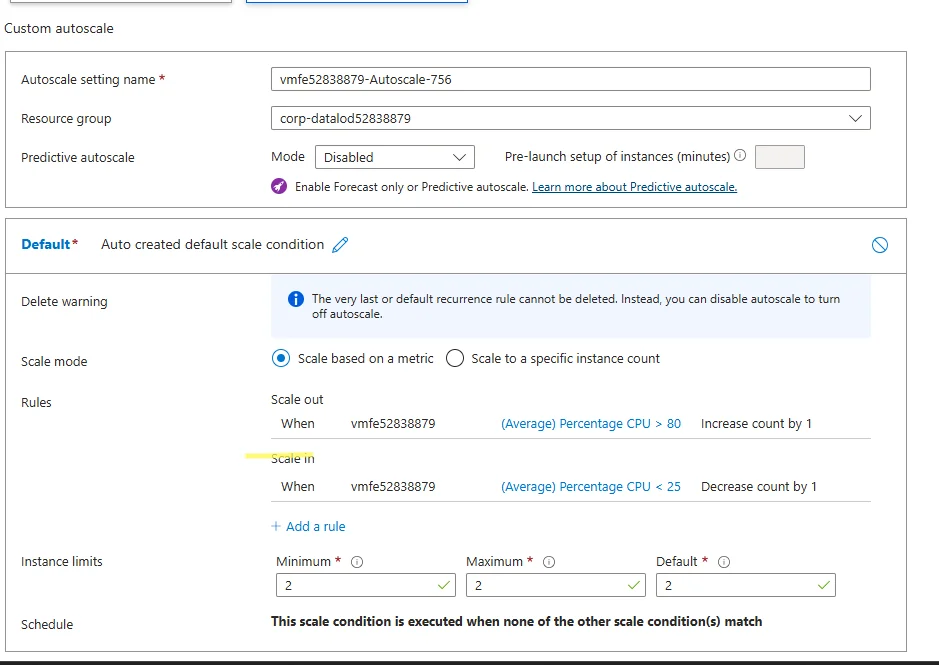 Custom autoscale
Autoscale setting name * vmfe52838879-Autoscale-756
Resource group corp-datalod52838879
Predictive autoscale Mode Disabled Pre-launch setup of instances (minutes)
Enable Forecast only or Predictive autoscale. Learn more about Predictive autoscale.
Default* Auto created default scale condition
Delete warning
The very last or default recurrence rule cannot be deleted. Instead, you can disable autoscale to turn
off autoscale.
Scale mode Scale based on a metric Scale to a specific instance count
Rules
Scale out
When vmfe52838879 (Average) Percentage CPU > 80 Increase count by 1
Scale in
When vmfe52838879 (Average) Percentage CPU < 25 Decrease count by 1
+ Add a rule
Instance limits Minimum * Maximum * Default *
2 2 2
Schedule This scale condition is executed when none of the other scale condition(s) match